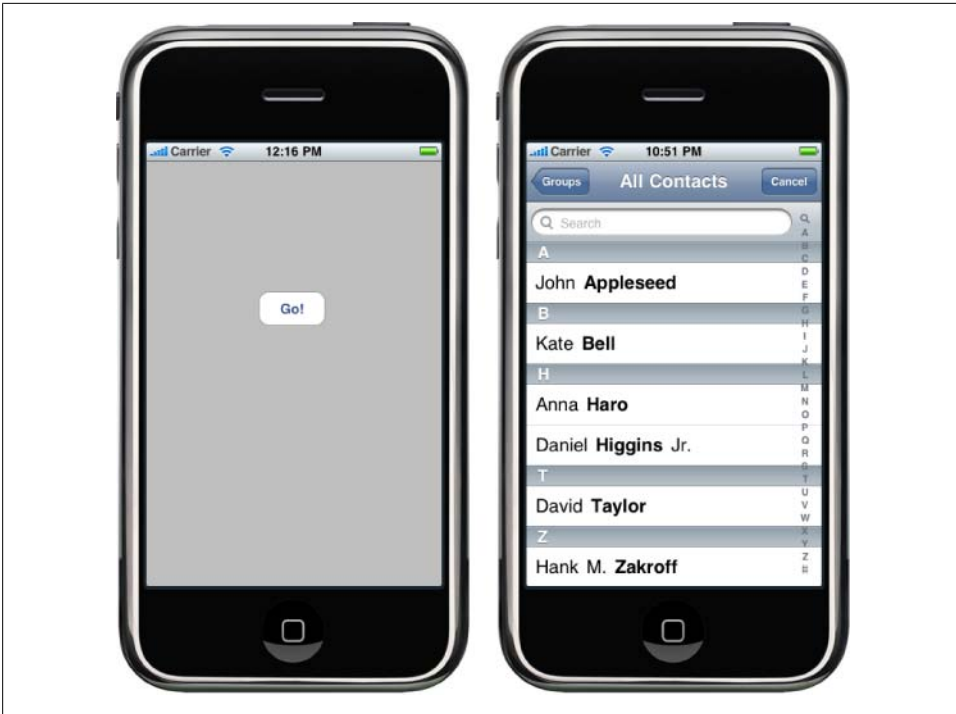 Carrier 12:16 PM
Go!
Carrier 10:51 PM
Groups All Contacts Cancel
Search
A
John Appleseed
B
Kate Bell
H
Anna Haro
Daniel Higgins Jr.
T
David Taylor
Z
Hank M. Zakroff
A
B
C
D
E
F
G
H
I
J
K
L
M
N
O
P
Q
R
S
T
U
V
W
X
Y
Z
#